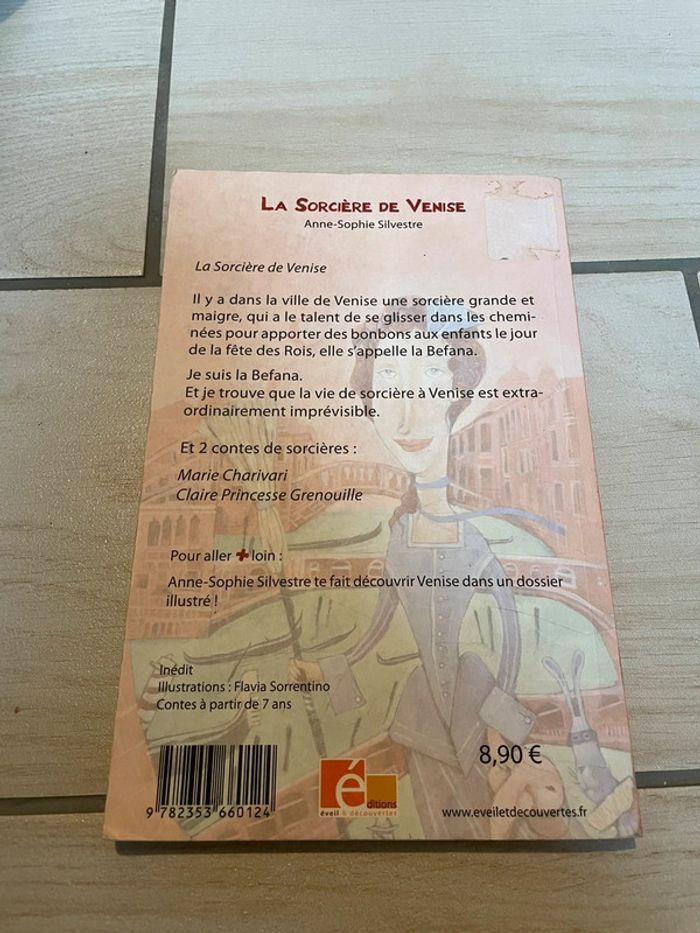 La Sorcière de Venise
Anne-Sophie Silvestre
La Sorcière de Venise
Il y a dans la ville de Venise une sorcière grande et
maigre, qui a le talent de se glisser dans les chemi-
nées pour apporter des bonbons aux enfants le jour
de la fête des Rois, elle s'appelle la Befana.
Je suis la Befana.
Et je trouve que la vie de sorcière à Venise est extra-
ordinairement imprévisible.
Et 2 contes de sorcières :
Marie Charivari
Claire Princesse Grenouille
Pour aller + loin :
Anne-Sophie Silvestre te fait découvrir Venise dans un dossier
illustré !
Inédit
Illustrations : Flavia Sorrentino
Contes à partir de 7 ans
8,90 €
9 782353 660124
éditions
éveil & découvertes
www.eveiletdecouvertes.fr